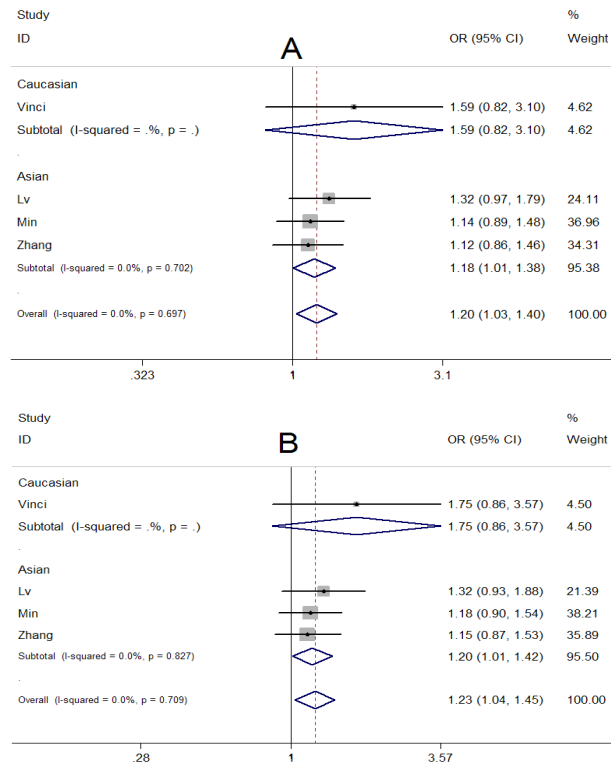 Study %
ID A OR (95% CI) Weight
Caucasian
Vinci 1.59 (0.82, 3.10) 4.62
Subtotal (I-squared = .%, p = .) 1.59 (0.82, 3.10) 4.62
.
Asian
Lv 1.32 (0.97, 1.79) 24.11
Min 1.14 (0.89, 1.48) 36.96
Zhang 1.12 (0.86, 1.46) 34.31
Subtotal (I-squared = 0.0%, p = 0.702) 1.18 (1.01, 1.38) 95.38
.
Overall (I-squared = 0.0%, p = 0.697) 1.20 (1.03, 1.40) 100.00
.323 1 3.1
Study %
ID B OR (95% CI) Weight
Caucasian
Vinci 1.75 (0.86, 3.57) 4.50
Subtotal (I-squared = .%, p = .) 1.75 (0.86, 3.57) 4.50
.
Asian
Lv 1.32 (0.93, 1.88) 21.39
Min 1.18 (0.90, 1.54) 38.21
Zhang 1.15 (0.87, 1.53) 35.89
Subtotal (I-squared = 0.0%, p = 0.827) 1.20 (1.01, 1.42) 95.50
.
Overall (I-squared = 0.0%, p = 0.709) 1.23 (1.04, 1.45) 100.00
.28 1 3.57